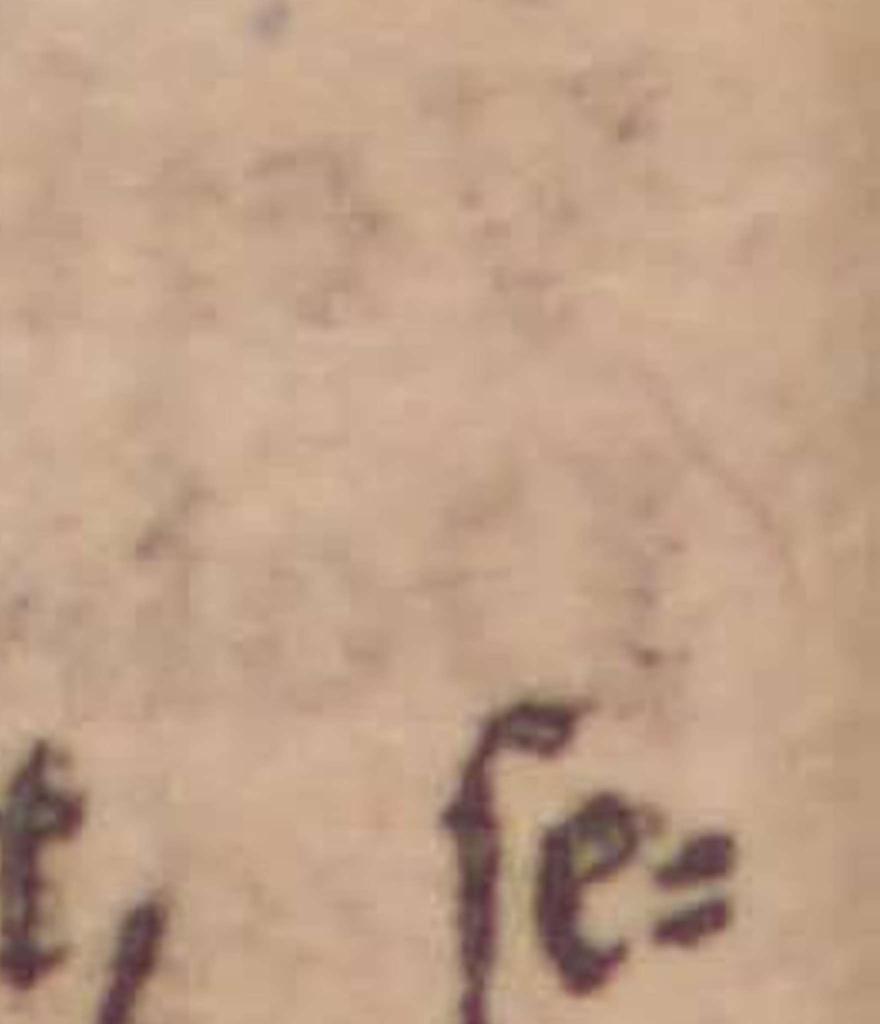 t, ſe=